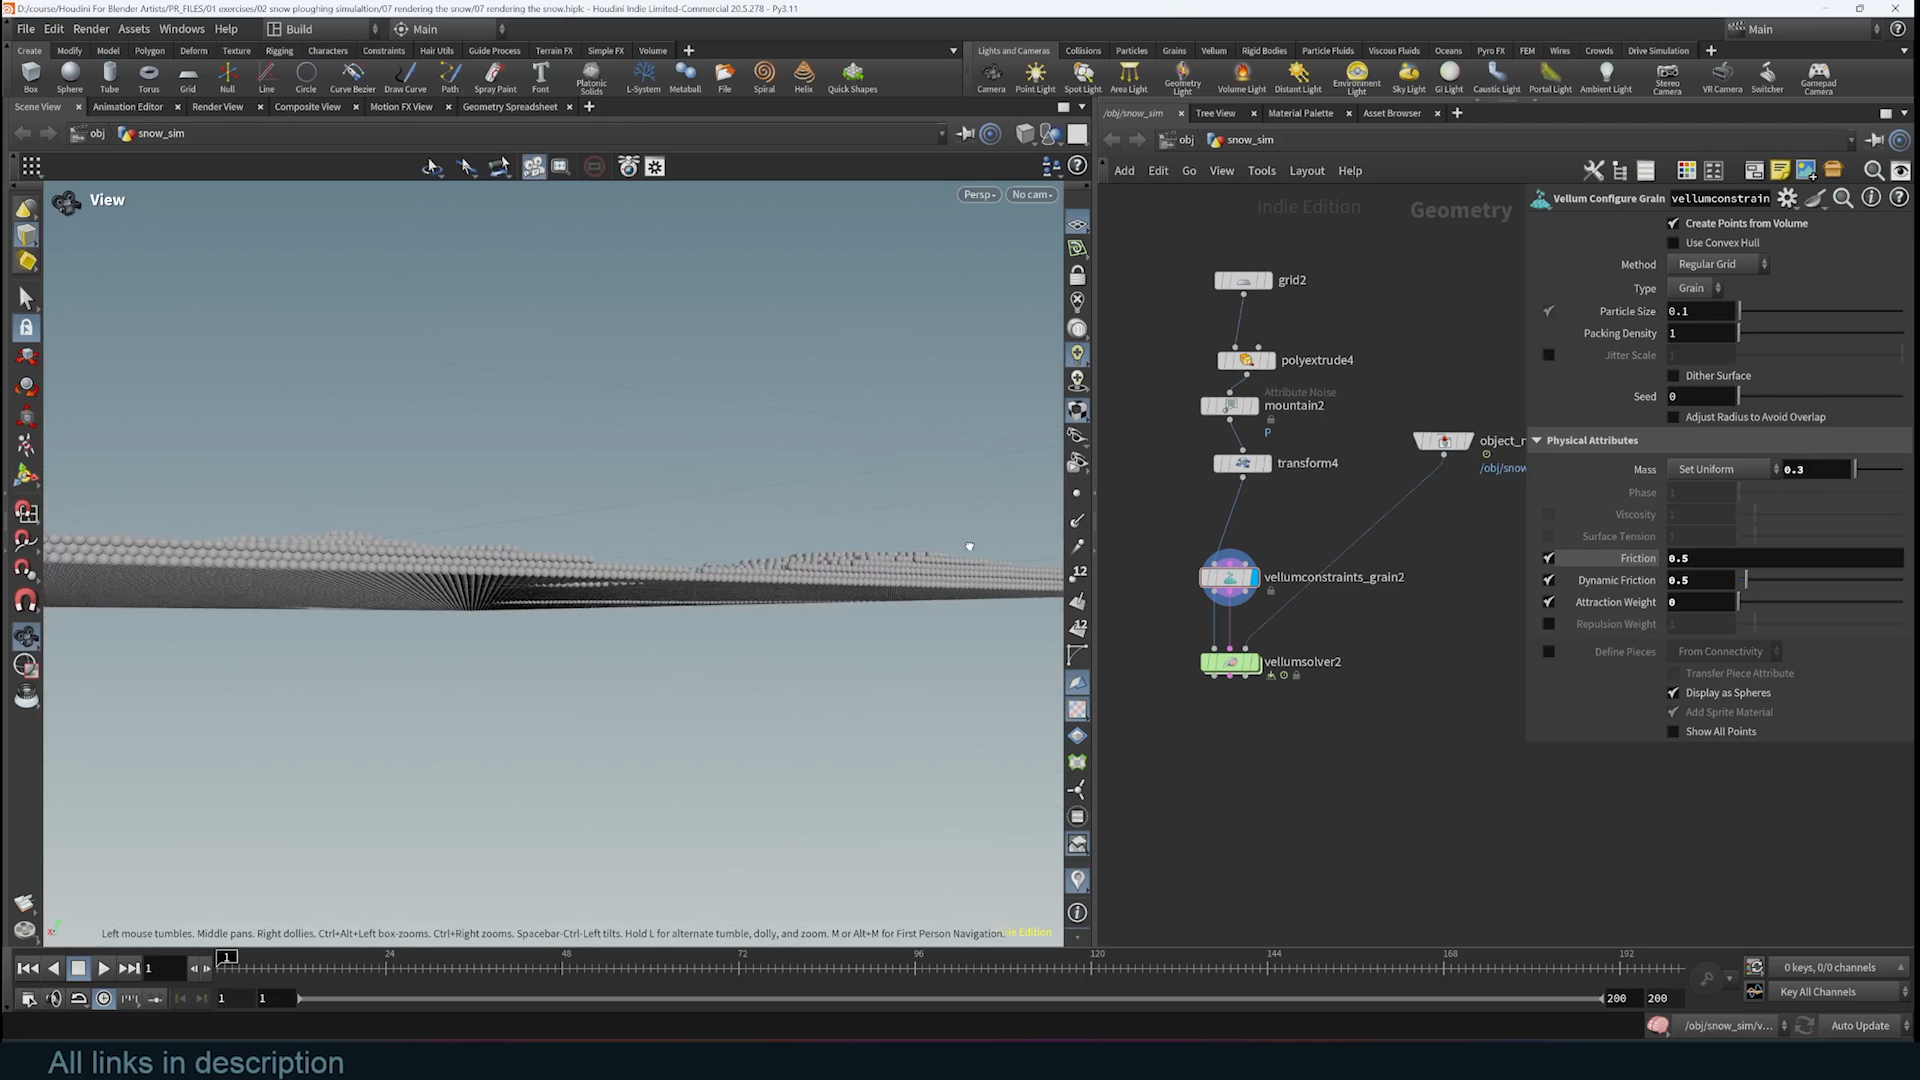 D:/course/Houdini For Blender Artists/PR_FILES/01 exercises/02 snow ploughing simulaltion/07 rendering the snow/07 rendering the snow.hiplc - Houdini Indie Limited-Commercial 20.5.278 - Py3.11
File Edit Render Assets Windows Help Build Main Main
Create Modify Model Polygon Deform Texture Rigging Characters Constraints Hair Utils Guide Process Terrain FX Simple FX Volume
Lights and Cameras Collisions Particles Grains Vellum Rigid Bodies Particle Fluids Viscous Fluids Oceans Pyro FX FEM Wires Crowds Drive Simulation
Box Sphere Tube Torus Grid Null Line Circle Curve Bezier Draw Curve Path Spray Paint Font Platonic Solids L-System Metaball File Spiral Helix Quick Shapes
Camera Point Light Spot Light Area Light Geometry Light Volume Light Distant Light Environment Light Sky Light GI Light Caustic Light Portal Light Ambient Light Stereo Camera VR Camera Switcher Gamepad Camera
Scene View Animation Editor Render View Composite View Motion FX View Geometry Spreadsheet
/obj/snow_sim Tree View Material Palette Asset Browser
obj snow_sim
obj snow_sim
Add Edit Go View Tools Layout Help
View
Persp No cam
Indie Edition
Geometry
Vellum Configure Grain vellumconstrain
Create Points from Volume
Use Convex Hull
Method Regular Grid
Type Grain
Particle Size 0.1
Packing Density 1
Jitter Scale 1
Dither Surface
Seed 0
Adjust Radius to Avoid Overlap
Physical Attributes
Mass Set Uniform 0.3
Phase 1
Viscosity 1
Surface Tension 1
Friction 0.5
Dynamic Friction 0.5
Attraction Weight 0
Repulsion Weight 1
Define Pieces From Connectivity
Transfer Piece Attribute
Display as Spheres
Add Sprite Material
Show All Points
grid2
polyextrude4
Attribute Noise
mountain2
P
transform4
object_
/obj/snow
vellumconstraints_grain2
vellumsolver2
12
12
Left mouse tumbles. Middle pans. Right dollies. Ctrl+Alt+Left box-zooms. Ctrl+Right zooms. Spacebar-Ctrl-Left tilts. Hold L for alternate tumble, dolly, and zoom. M or Alt+M for First Person Navigation.
Edition
1 1 24 48 72 96 120 144 168 192
0 keys, 0/0 channels
1 1 200 200
Key All Channels
/obj/snow_sim/v... Auto Update
All links in description